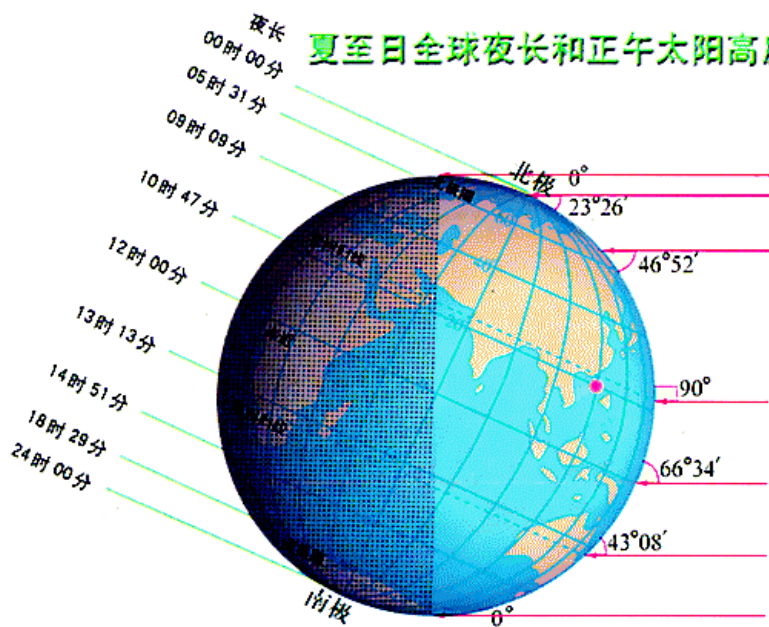 夏至日全球夜长和正午太阳高
夜长
00时00分
05时31分
09时09分
10时47分
12时00分
13时13分
14时51分
18时29分
24时00分
北极
0°
23°26′
46°52′
90°
66°34′
43°08′
0°
南极